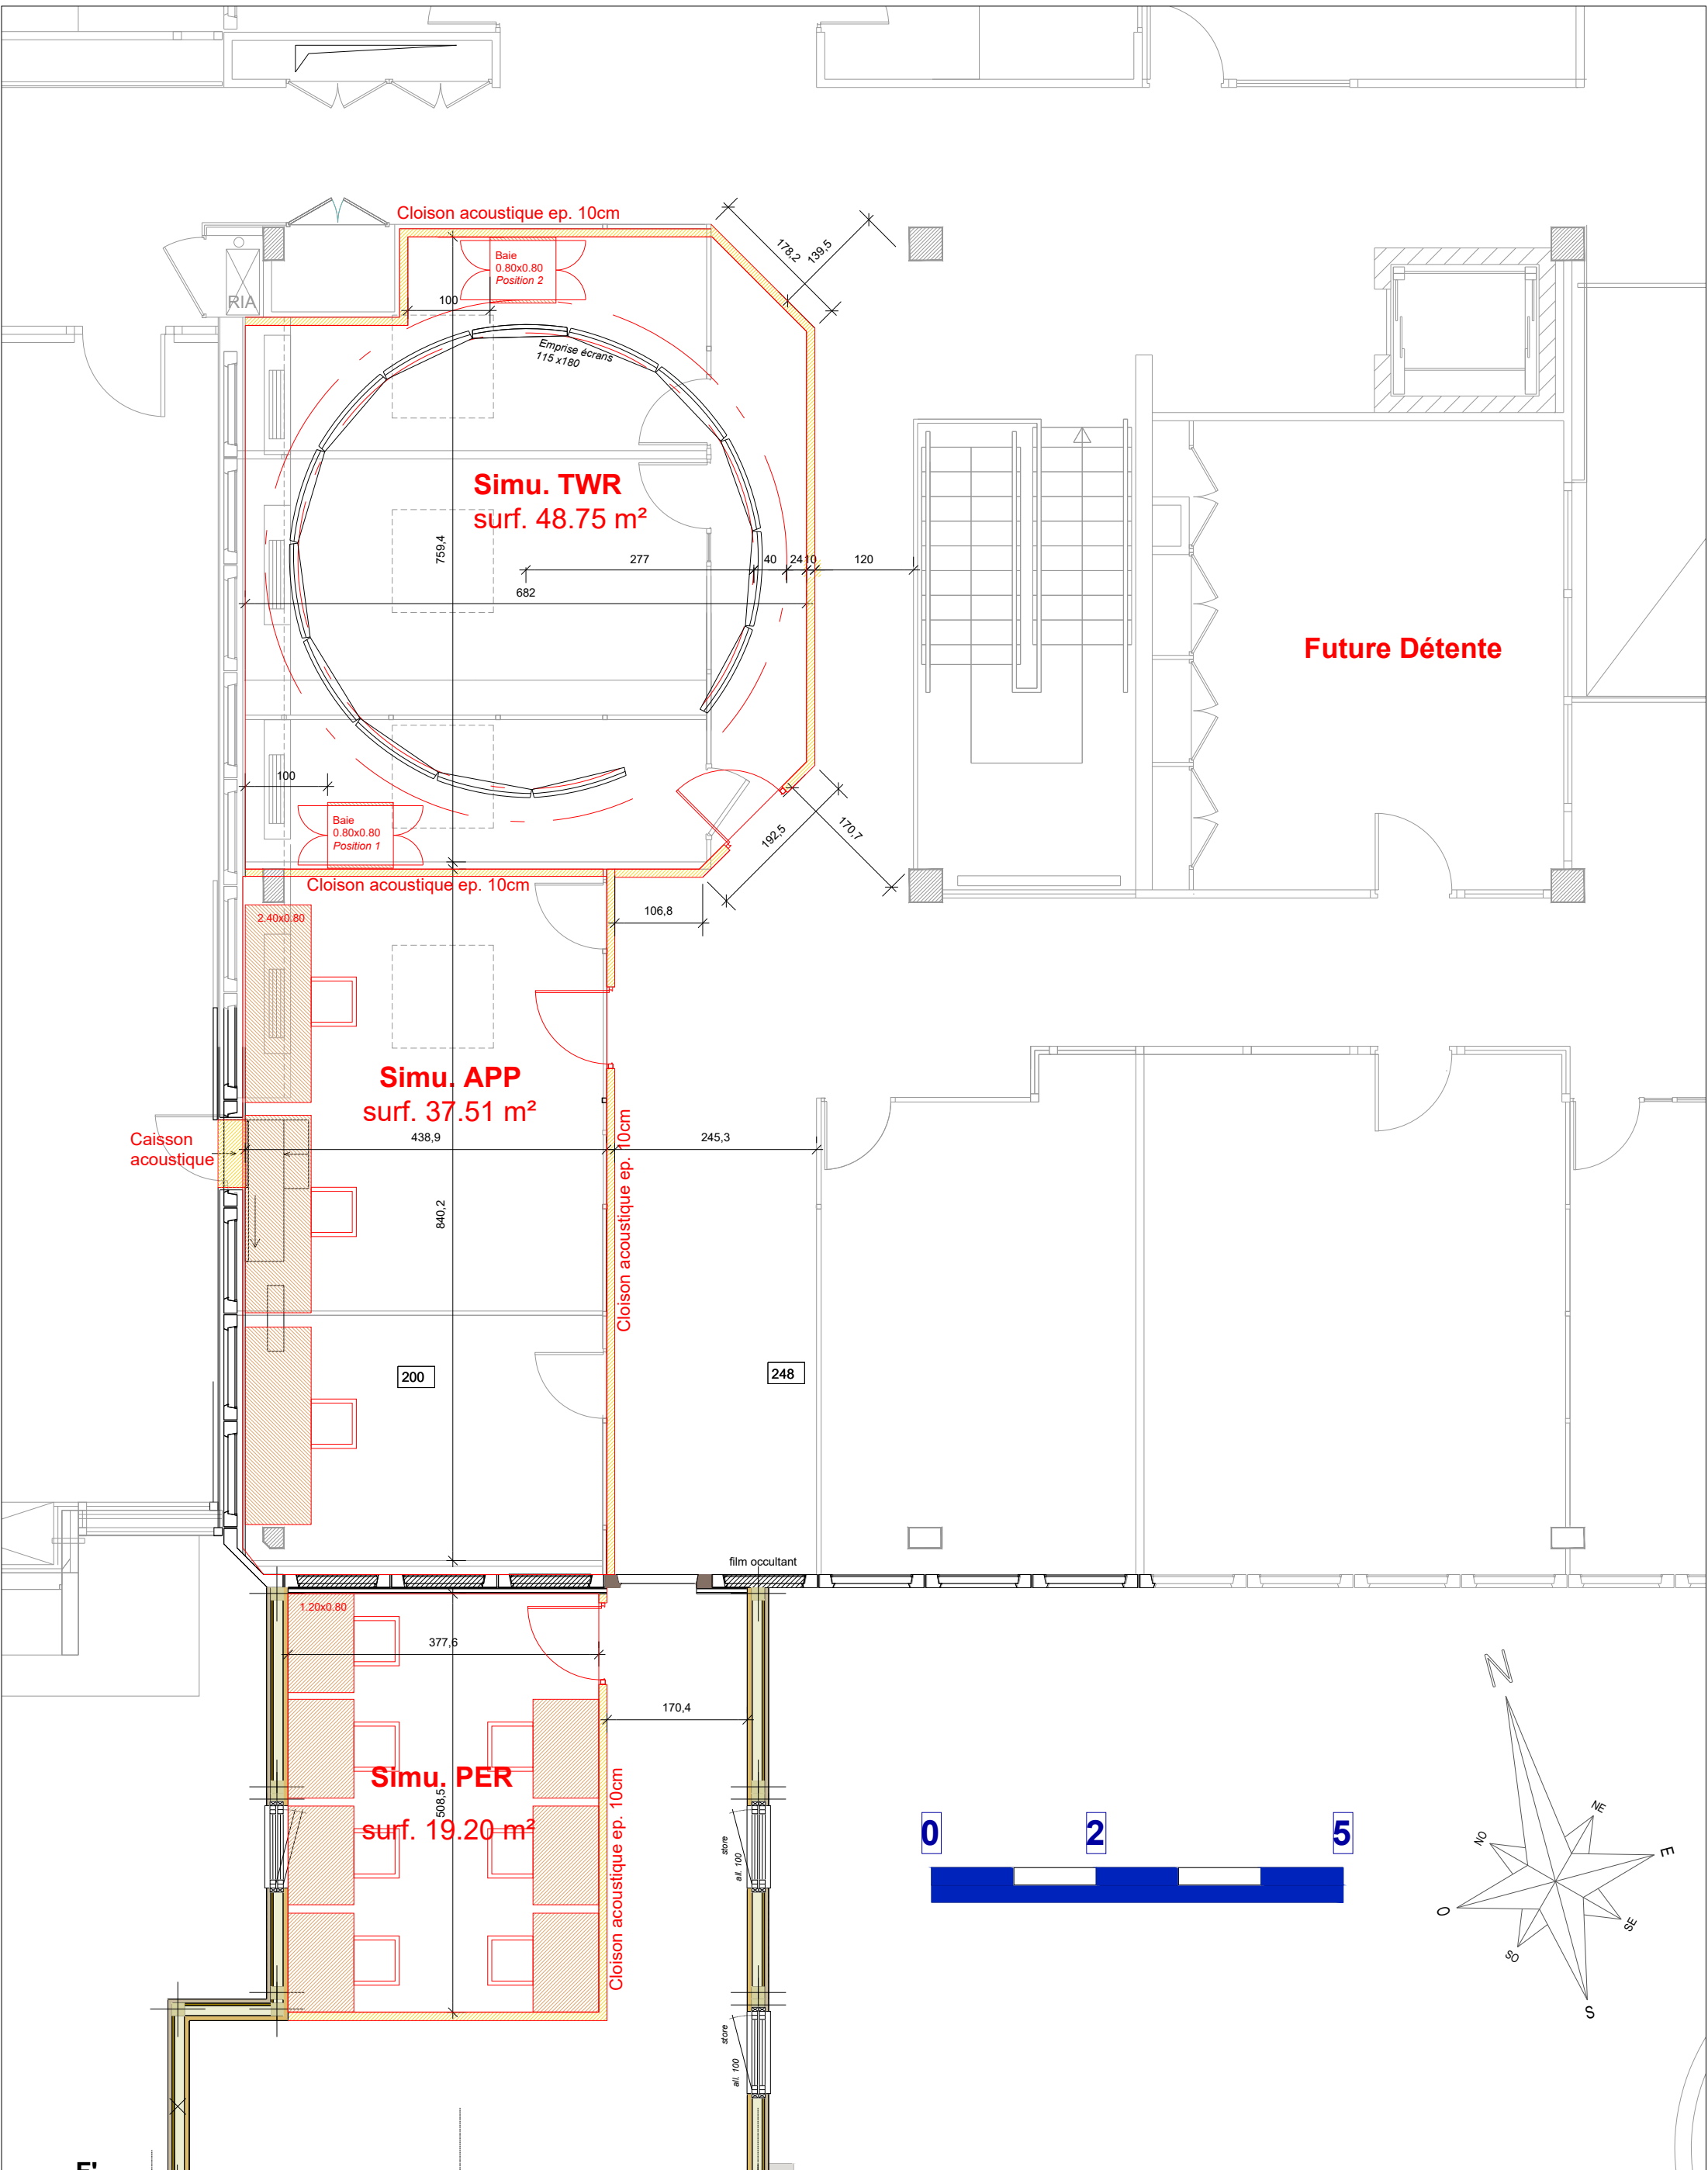 Cloison acoustique ep. 10cm
178,2
139,5
Baie
0.80x0.80
Position 2
RIA
100
Emprise écrans
115 x180
Simu. TWR
surf. 48.75 m²
759,4
277
40
24
10
120
682
Future Détente
100
Baie
0.80x0.80
Position 1
192,5
170,7
Cloison acoustique ep. 10cm
106,8
2.40x0.80
Simu. APP
surf. 37.51 m²
Caisson
acoustique
438,9
245,3
Cloison acoustique ep. 10cm
840,2
200
248
film occultant
1.20x0.80
377,6
170,4
Simu. PER
surf. 19.20 m²
508,5
Cloison acoustique ep. 10cm
store
all. 100
store
all. 100
0
2
5
N
NE
NO
E
O
SE
SO
S